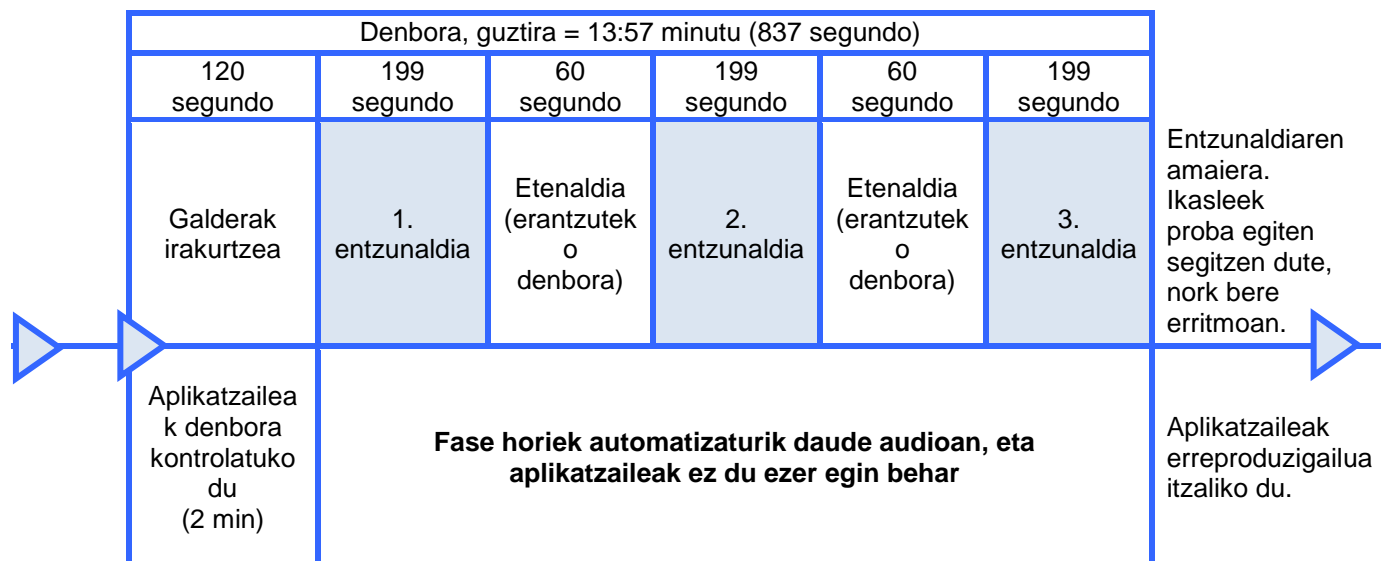 Denbora, guztira = 13:57 minutu (837 segundo)
120
segundo
199
segundo
60
segundo
199
segundo
60
segundo
199
segundo
Galderak
irakurtzea
1.
entzunaldia
Etenaldia
(erantzutek
o
denbora)
2.
entzunaldia
Etenaldia
(erantzutek
o
denbora)
3.
entzunaldia
Entzunaldiaren
amaiera.
Ikasleek
proba egiten
segitzen dute,
nork bere
erritmoan.
Aplikatzailea
k denbora
kontrolatuko
du
(2 min)
Fase horiek automatizaturik daude audioan, eta
aplikatzaileak ez du ezer egin behar
Aplikatzaileak
erreproduzigailua
itzaliko du.